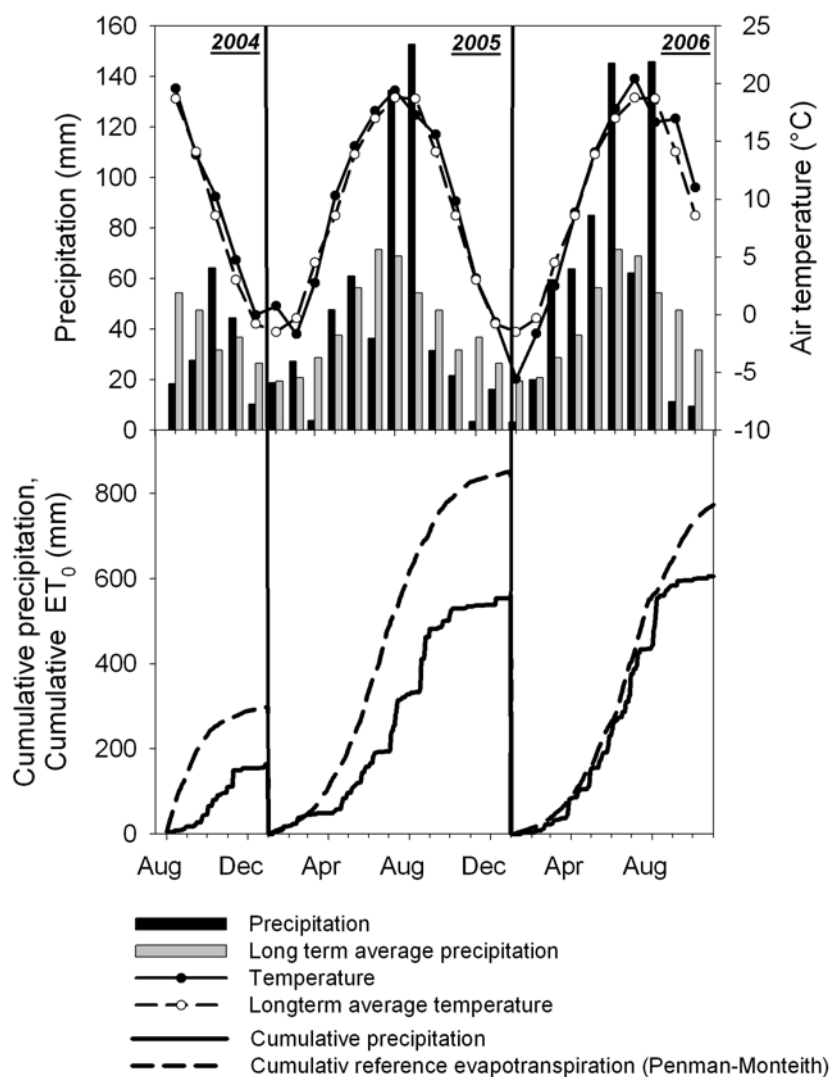 2004
2005
2006
160
140
120
100
80
60
40
20
0
Precipitation (mm)
25
20
15
10
5
0
-5
-10
Air temperature (°C)
800
600
400
200
0
Cumulative precipitation,
Cumulative ET0 (mm)
Aug Dec Apr Aug Dec Apr Aug
Precipitation
Long term average precipitation
Temperature
Longterm average temperature
Cumulative precipitation
Cumulativ reference evapotranspiration (Penman-Monteith)